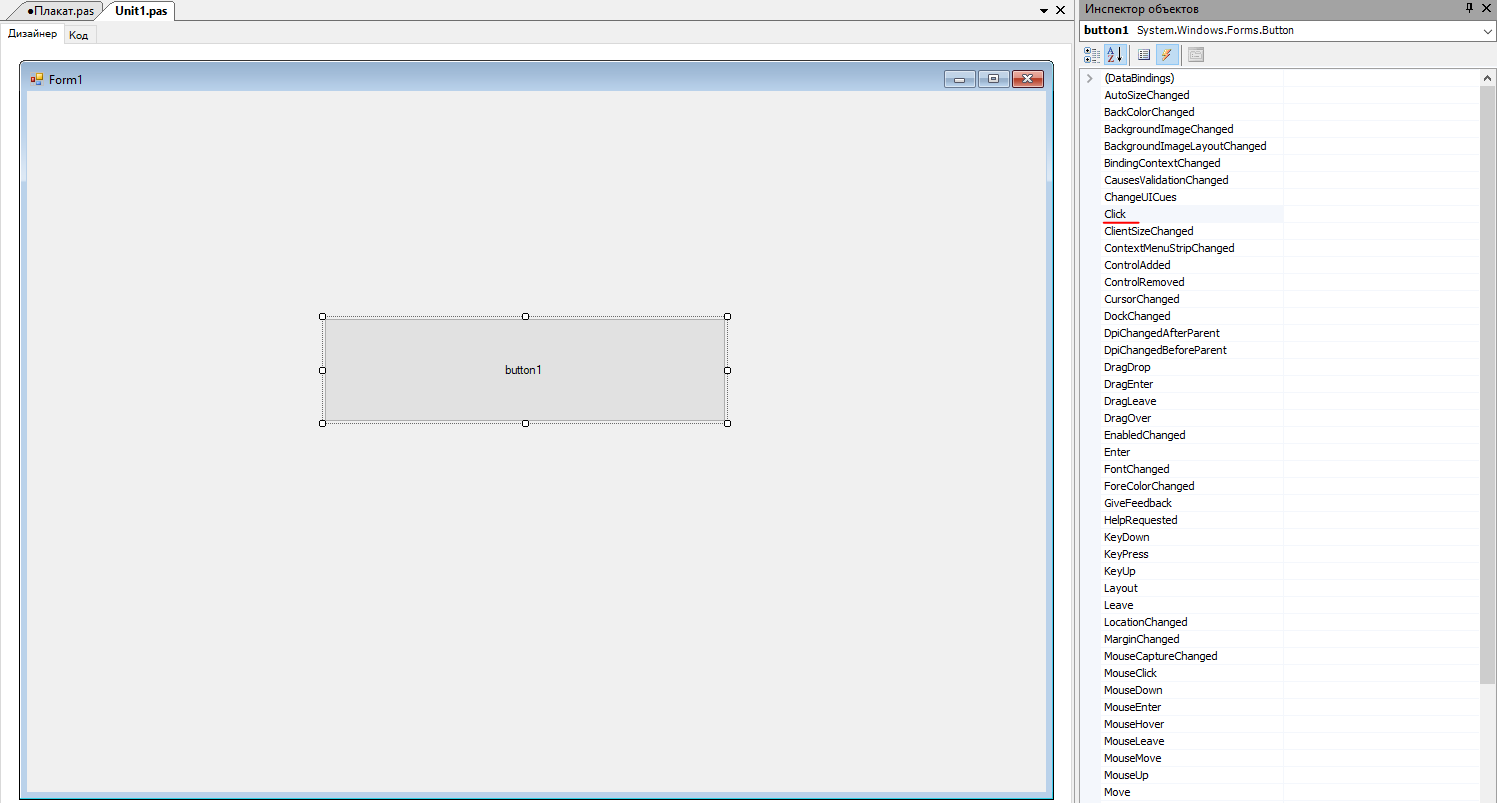 ●Плакат.pas Unit1.pas
Дизайнер Код
Form1
button1
Инспектор объектов
button1 System.Windows.Forms.Button
(DataBindings)
AutoSizeChanged
BackColorChanged
BackgroundImageChanged
BackgroundImageLayoutChanged
BindingContextChanged
CausesValidationChanged
ChangeUICues
Click
ClientSizeChanged
ContextMenuStripChanged
ControlAdded
ControlRemoved
CursorChanged
DockChanged
DpiChangedAfterParent
DpiChangedBeforeParent
DragDrop
DragEnter
DragLeave
DragOver
EnabledChanged
Enter
FontChanged
ForeColorChanged
GiveFeedback
HelpRequested
KeyDown
KeyPress
KeyUp
Layout
Leave
LocationChanged
MarginChanged
MouseCaptureChanged
MouseClick
MouseDown
MouseEnter
MouseHover
MouseLeave
MouseMove
MouseUp
Move